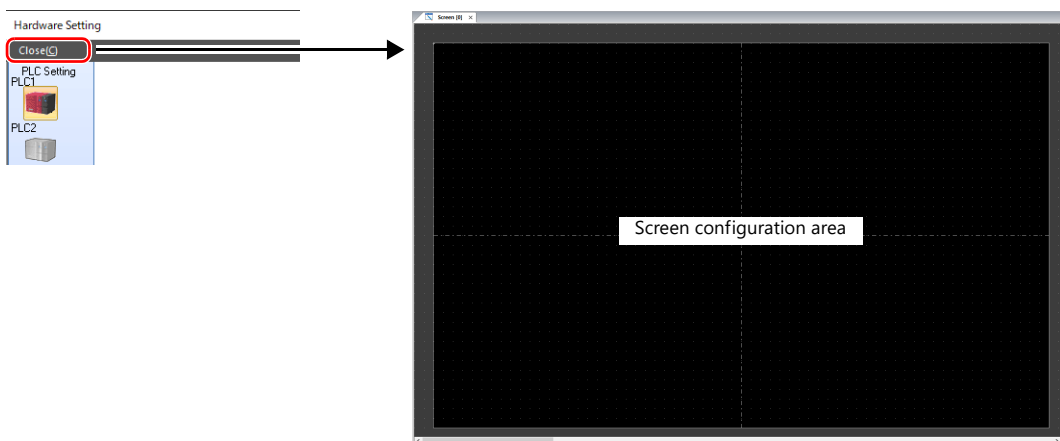 Hardware Setting
Close(C)
PLC Setting
PLC1
PLC2
Screen [0] ×
Screen configuration area